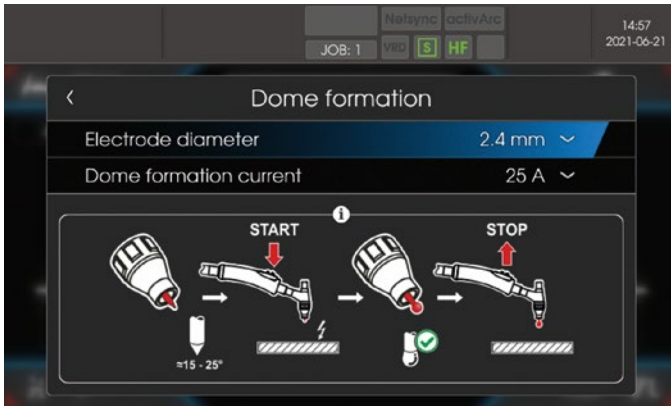 Netsync activArc
JOB: 1 VRD S HF
14:57
2021-06-21
Dome formation
Electrode diameter 2.4 mm
Dome formation current 25 A
i
START STOP
≈15 - 25°